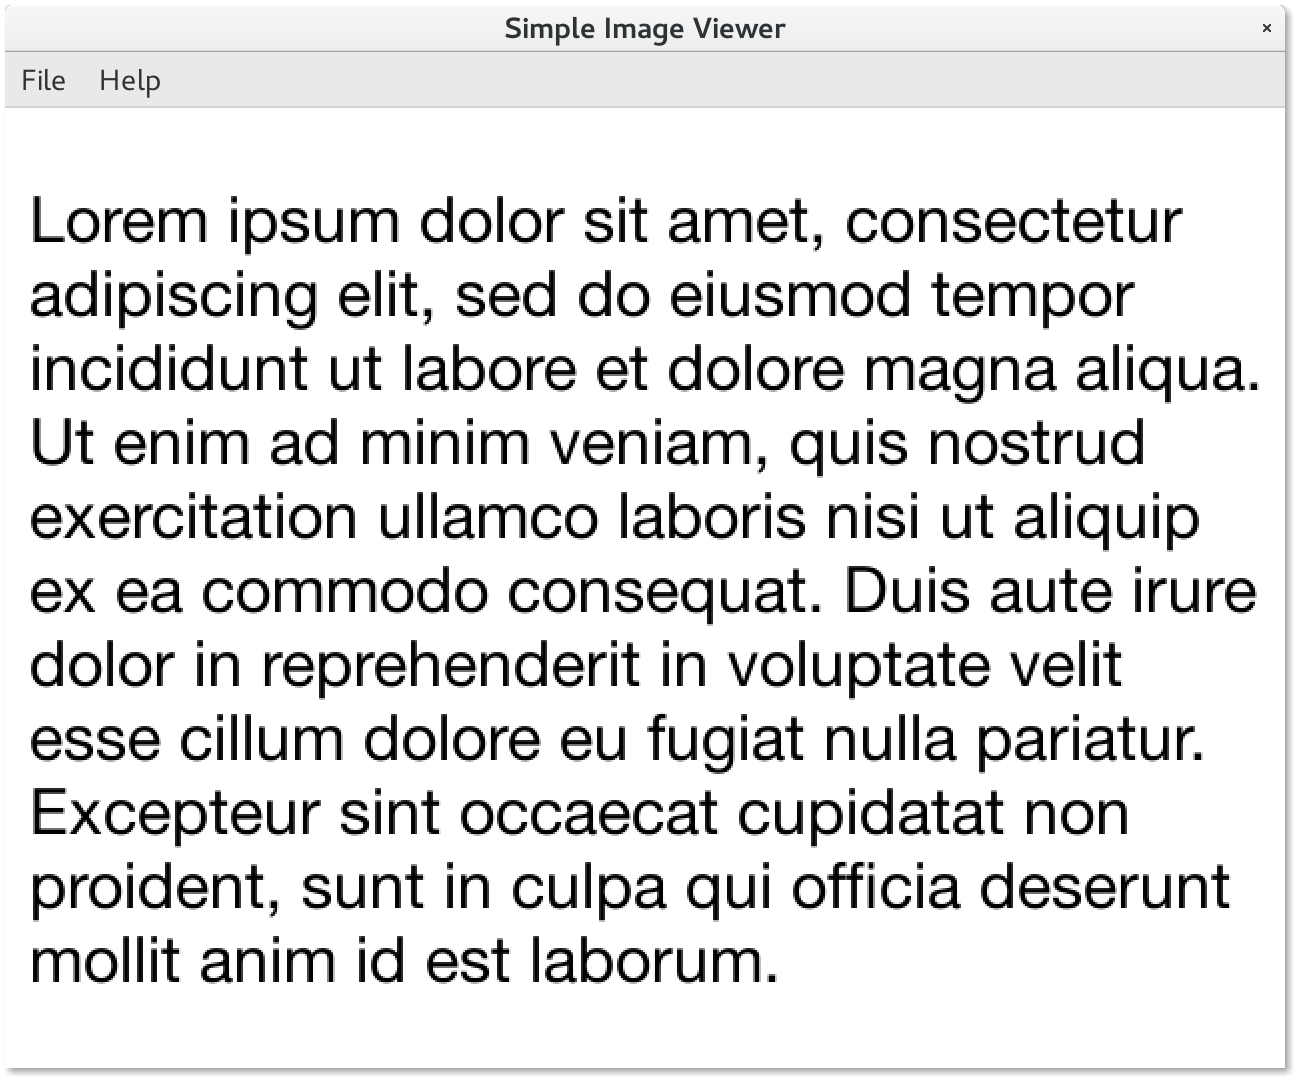 Simple Image Viewer ×
File Help
Lorem ipsum dolor sit amet, consectetur
adipiscing elit, sed do eiusmod tempor
incididunt ut labore et dolore magna aliqua.
Ut enim ad minim veniam, quis nostrud
exercitation ullamco laboris nisi ut aliquip
ex ea commodo consequat. Duis aute irure
dolor in reprehenderit in voluptate velit
esse cillum dolore eu fugiat nulla pariatur.
Excepteur sint occaecat cupidatat non
proident, sunt in culpa qui officia deserunt
mollit anim id est laborum.